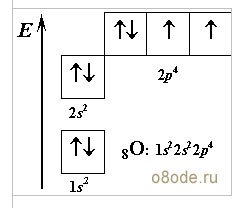 E
2p⁴
2s²
₈O: 1s²2s²2p⁴
1s²
o8ode.ru